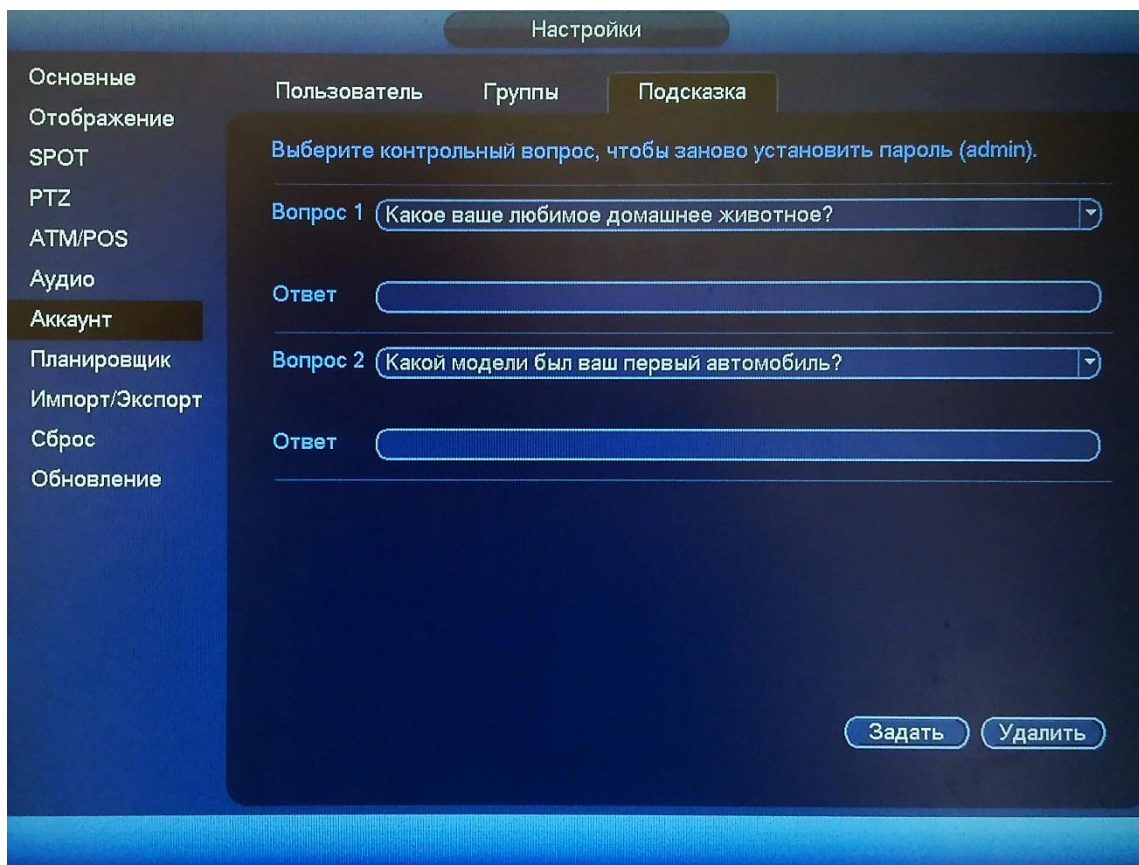 Настройки
Основные
Отображение
SPOT
PTZ
ATM/POS
Аудио
Аккаунт
Планировщик
Импорт/Экспорт
Сброс
Обновление
Пользователь Группы Подсказка
Выберите контрольный вопрос, чтобы заново установить пароль (admin).
Вопрос 1 Какое ваше любимое домашнее животное?
Ответ
Вопрос 2 Какой модели был ваш первый автомобиль?
Ответ
Задать Удалить